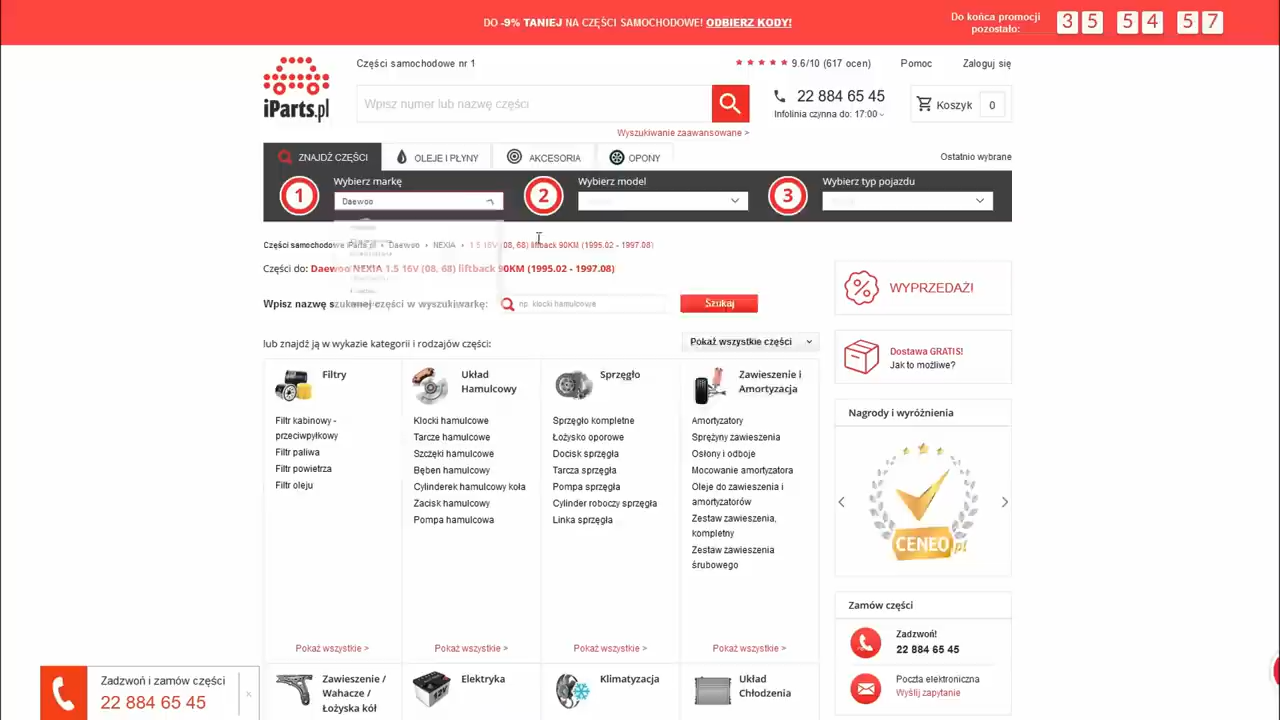 DO -9% TANIEJ NA CZĘŚCI SAMOCHODOWE! ODBIERZ KODY!
Do końca promocji
pozostało:
35 54 57
Części samochodowe nr 1
9.6/10 (617 ocen)
Pomoc
Zaloguj się
iParts.pl
Wpisz numer lub nazwę części
22 884 65 45
Infolinia czynna do: 17:00
Koszyk 0
Wyszukiwanie zaawansowane >
ZNAJDŹ CZĘŚCI
OLEJE I PŁYNY
AKCESORIA
OPONY
Ostatnio wybrane
1
Wybierz markę
Daewoo
2
Wybierz model
3
Wybierz typ pojazdu
Części samochodowe iParts.pl • Daewoo • NEXIA • 1.5 16V (08, 68) liftback 90KM (1995.02 - 1997.08)
Części do: Daewoo NEXIA 1.5 16V (08, 68) liftback 90KM (1995.02 - 1997.08)
Wpisz nazwę szukanej części w wyszukiwarkę:
np. klocki hamulcowe
Szukaj
lub znajdź ją w wykazie kategorii i rodzajów części:
Pokaż wszystkie części
Filtry
Filtr kabinowy -
przeciwpyłkowy
Filtr paliwa
Filtr powietrza
Filtr oleju
Pokaż wszystkie >
Układ
Hamulcowy
Klocki hamulcowe
Tarcze hamulcowe
Szczęki hamulcowe
Bęben hamulcowy
Cylinderek hamulcowy koła
Zacisk hamulcowy
Pompa hamulcowa
Pokaż wszystkie >
Sprzęgło
Sprzęgło kompletne
Łożysko oporowe
Docisk sprzęgła
Tarcza sprzęgła
Pompa sprzęgła
Cylinder roboczy sprzęgła
Linka sprzęgła
Pokaż wszystkie >
Zawieszenie i
Amortyzacja
Amortyzatory
Sprężyny zawieszenia
Osłony i odboje
Mocowanie amortyzatora
Oleje do zawieszenia i
amortyzatorów
Zestaw zawieszenia,
kompletny
Zestaw zawieszenia
śrubowego
Pokaż wszystkie >
Zawieszenie /
Wahacze /
Łożyska kół
Elektryka
Klimatyzacja
Układ
Chłodzenia
WYPRZEDAŻ!
Dostawa GRATIS!
Jak to możliwe?
Nagrody i wyróżnienia
CENEO.pl
Zamów części
Zadzwoń!
22 884 65 45
Poczta elektroniczna
Wyślij zapytanie
Zadzwoń i zamów części
22 884 65 45
×